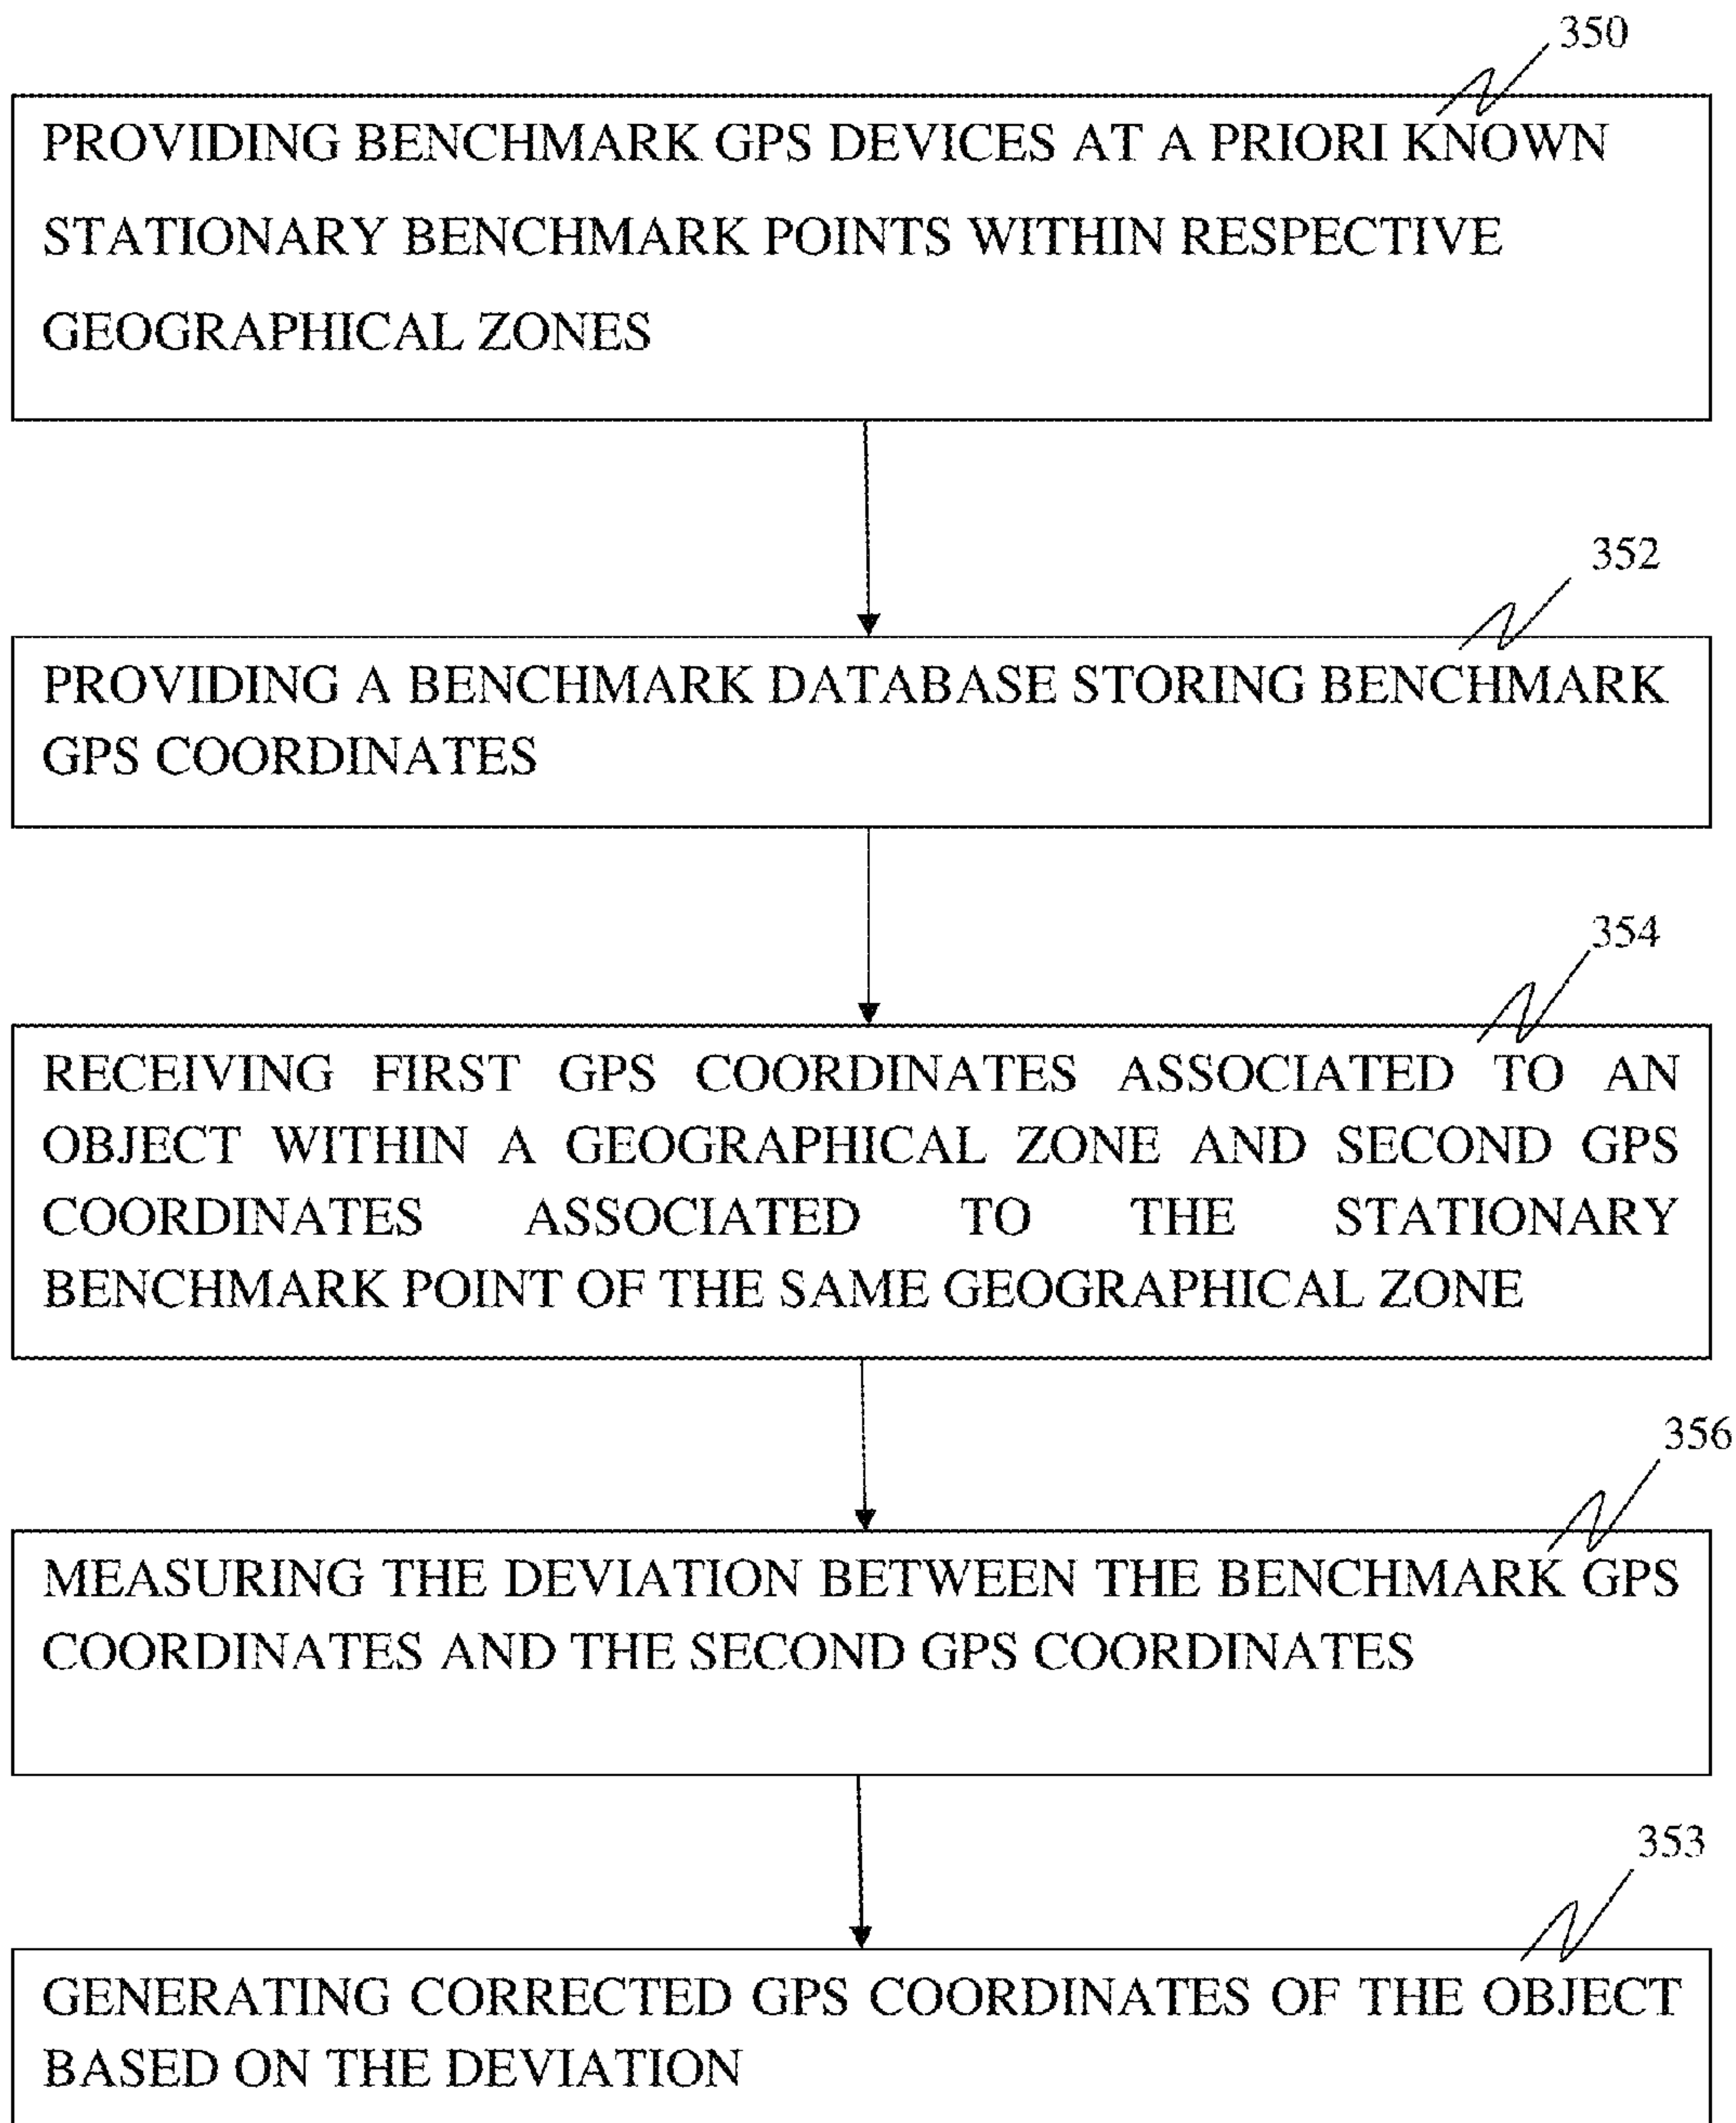 350
PROVIDING BENCHMARK GPS DEVICES AT A PRIORI KNOWN
STATIONARY BENCHMARK POINTS WITHIN RESPECTIVE
GEOGRAPHICAL ZONES
352
PROVIDING A BENCHMARK DATABASE STORING BENCHMARK
GPS COORDINATES
354
RECEIVING FIRST GPS COORDINATES ASSOCIATED TO AN
OBJECT WITHIN A GEOGRAPHICAL ZONE AND SECOND GPS
COORDINATES ASSOCIATED TO THE STATIONARY
BENCHMARK POINT OF THE SAME GEOGRAPHICAL ZONE
356
MEASURING THE DEVIATION BETWEEN THE BENCHMARK GPS
COORDINATES AND THE SECOND GPS COORDINATES
353
GENERATING CORRECTED GPS COORDINATES OF THE OBJECT
BASED ON THE DEVIATION